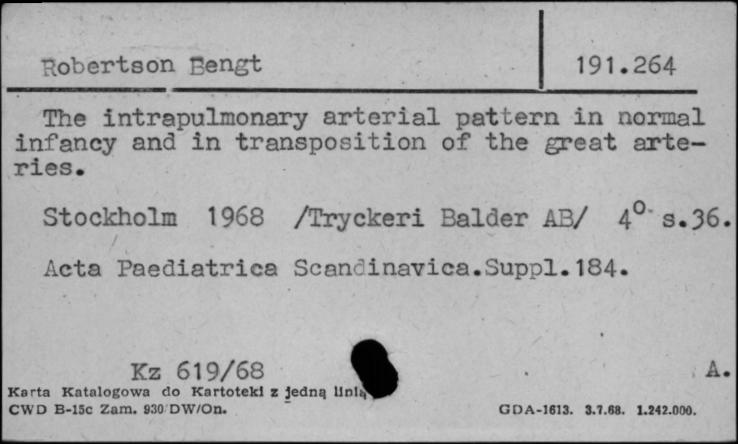 Robertson Bengt 191.264
The intrapulmonary arterial pattern in normal
infancy and in transposition of the great arte-
ries.
Stockholm 1968 /Tryckeri Balder AB/ 4° s.36.
Acta Paediatrica Scandinavica.Suppl.184.
Kz 619/68 A.
Karta Katalogowa do Kartoteki z jedną linią
CWD B-15c Zam. 930/DW/On. GDA-1613. 3.7.68. 1.242.000.